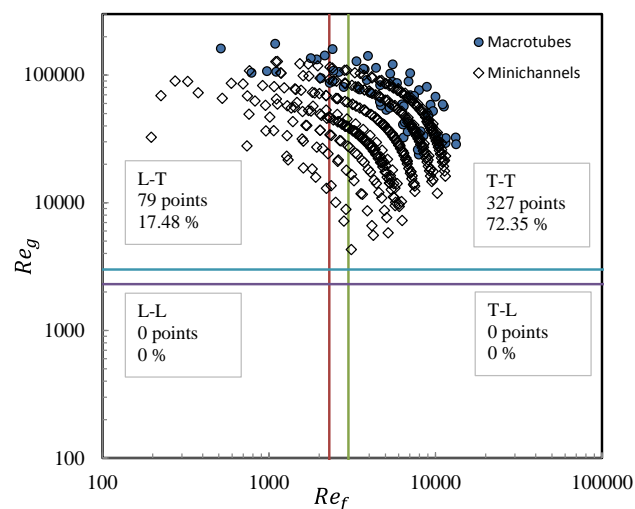 Macrotubes
Minichannels
100000
10000
1000
100
Re_g
L-T
79 points
17.48 %
T-T
327 points
72.35 %
L-L
0 points
0 %
T-L
0 points
0 %
100
1000
10000
100000
Re_f